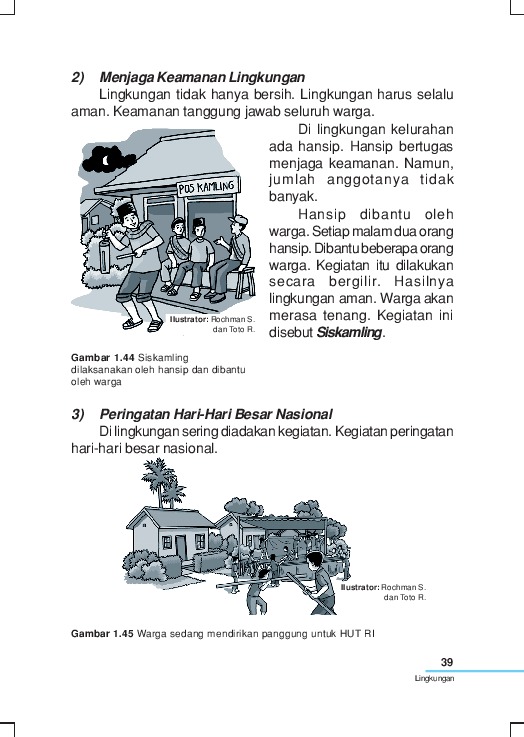 2) Menjaga Keamanan Lingkungan
Lingkungan tidak hanya bersih. Lingkungan harus selalu
aman. Keamanan tanggung jawab seluruh warga.
POS KAMLING
Ilustrator: Rochman S.
dan Toto R.
Gambar 1.44 Siskamling
dilaksanakan oleh hansip dan dibantu
oleh warga
Di lingkungan kelurahan
ada hansip. Hansip bertugas
menjaga keamanan. Namun,
jumlah anggotanya tidak
banyak.
Hansip dibantu oleh
warga. Setiap malam dua orang
hansip. Dibantu beberapa orang
warga. Kegiatan itu dilakukan
secara bergilir. Hasilnya
lingkungan aman. Warga akan
merasa tenang. Kegiatan ini
disebut Siskamling.
3) Peringatan Hari-Hari Besar Nasional
Di lingkungan sering diadakan kegiatan. Kegiatan peringatan
hari-hari besar nasional.
Ilustrator: Rochman S.
dan Toto R.
Gambar 1.45 Warga sedang mendirikan panggung untuk HUT RI
39
Lingkungan